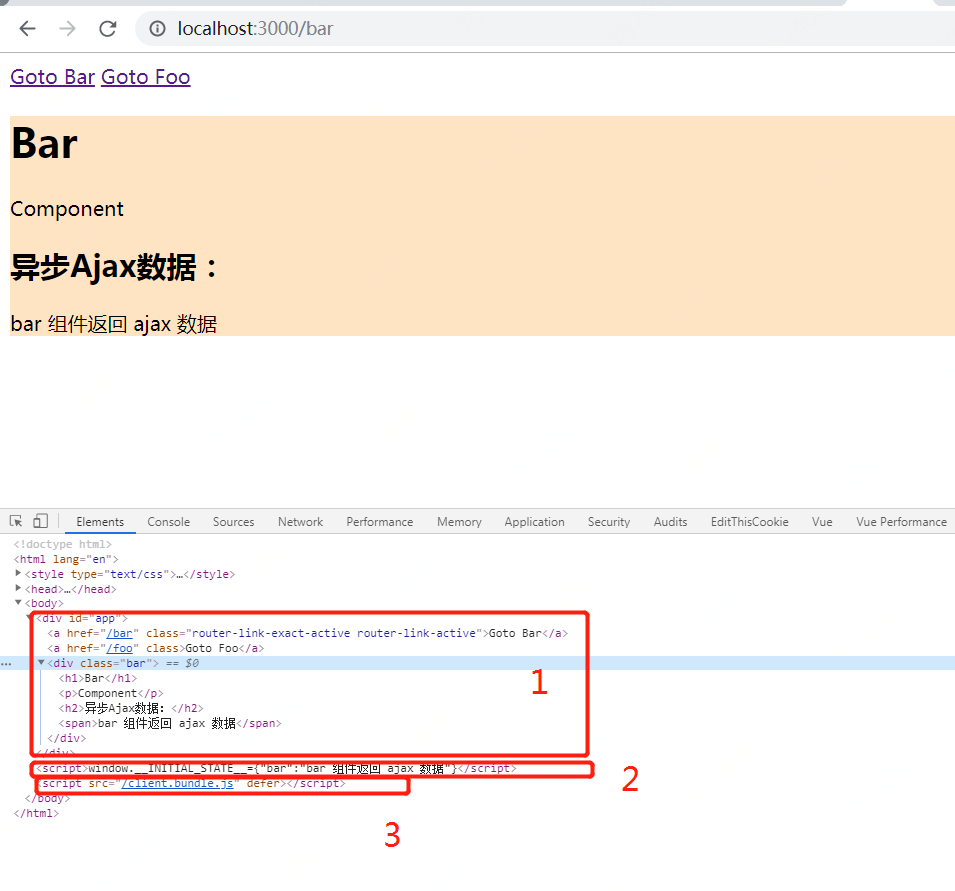 localhost:3000/bar
Goto Bar Goto Foo
Bar
Component
异步Ajax数据：
bar 组件返回 ajax 数据
Elements Console Sources Network Performance Memory Application Security Audits EditThisCookie Vue Vue Performance
<!doctype html>
<html lang="en">
<style type="text/css">…</style>
<head>…</head>
<body>
<div id="app">
<a href="/bar" class="router-link-exact-active router-link-active">Goto Bar</a>
<a href="/foo" class>Goto Foo</a>
<div class="bar"> == $0
<h1>Bar</h1>
1
<p>Component</p>
<h2>异步Ajax数据：</h2>
<span>bar 组件返回 ajax 数据</span>
</div>
</div>
<script>window.__INITIAL_STATE__={"bar":"bar 组件返回 ajax 数据"}</script>
2
<script src="/client.bundle.js" defer></script>
</body>
</html>
3